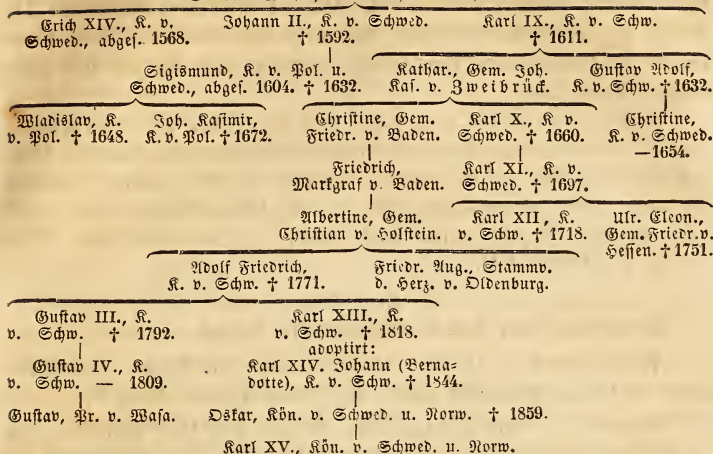 Erich XIV., K. v. Johann II., K. v. Schwed. Karl IX., K. v. Schw.
Schwed., abges. 1568. † 1592. † 1611.
Sigismund, K. v. Pol. u. Kathar., Gem. Joh. Gustav Adolf,
Schwed., abges. 1604. † 1632. Kas. v. Zweibrück. K. v. Schw. † 1632.
Wladislav, K. Joh. Kasimir, Christine, Gem. Karl X., K v. Christine,
v. Pol. † 1648. K. v. Pol. † 1672. Friedr. v. Baden. Schwed. † 1660. K. v. Schwed.
—1654.
Friedrich, Karl XI., K. v.
Markgraf v. Baden. Schwed. † 1697.
Albertine, Gem. Karl XII, K. Ulr. Eleon.,
Christian v. Holstein. v. Schw. † 1718. Gem. Friedr. v.
Hessen. † 1751.
Adolf Friedrich, Friedr. Aug., Stammv.
K. v. Schw. † 1771. d. Herz. v. Oldenburg.
Gustav III., K. Karl XIII., K.
v. Schw. † 1792. v. Schw. † 1818.
adoptirt:
Gustav IV., K. Karl XIV. Johann (Berna-
v. Schw. — 1809. dotte), K. v. Schw. † 1844.
Gustav, Pr. v. Wasa. Oskar, Kön. v. Schwed. u. Norw. † 1859.
Karl XV., Kön. v. Schwed. u. Norw.